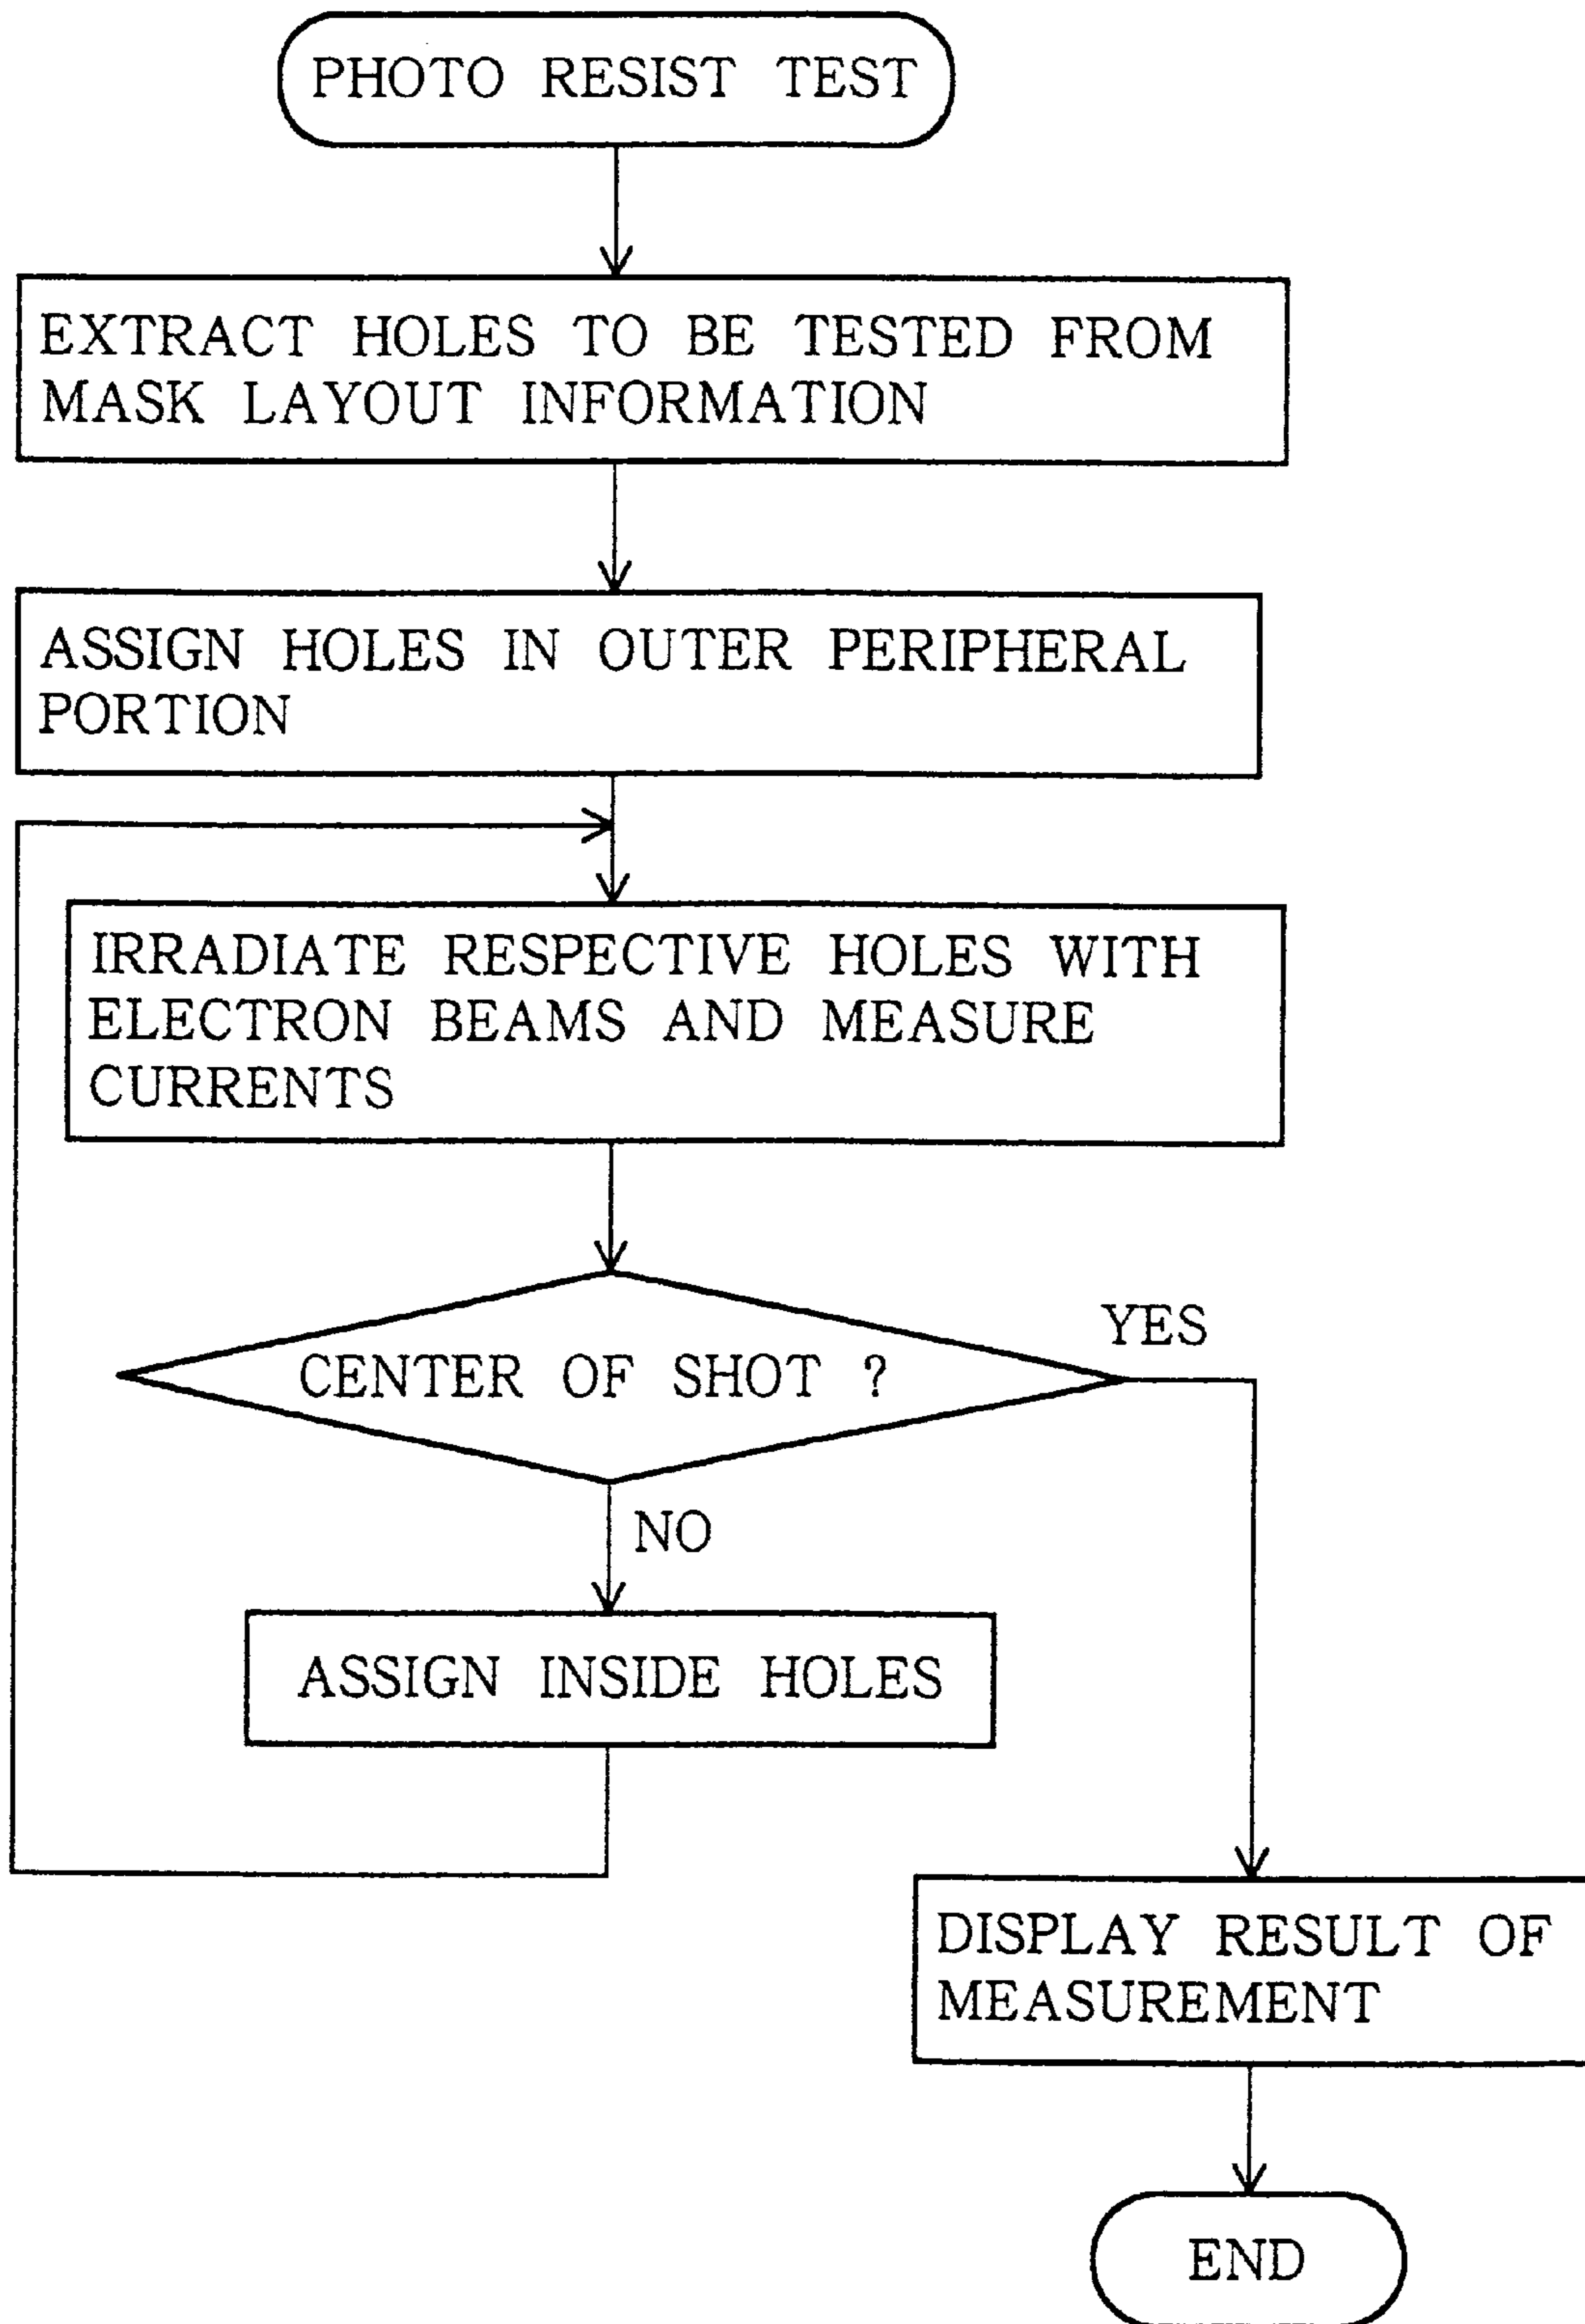 PHOTO RESIST TEST
EXTRACT HOLES TO BE TESTED FROM
MASK LAYOUT INFORMATION
ASSIGN HOLES IN OUTER PERIPHERAL
PORTION
IRRADIATE RESPECTIVE HOLES WITH
ELECTRON BEAMS AND MEASURE
CURRENTS
CENTER OF SHOT ?
YES
NO
ASSIGN INSIDE HOLES
DISPLAY RESULT OF
MEASUREMENT
END